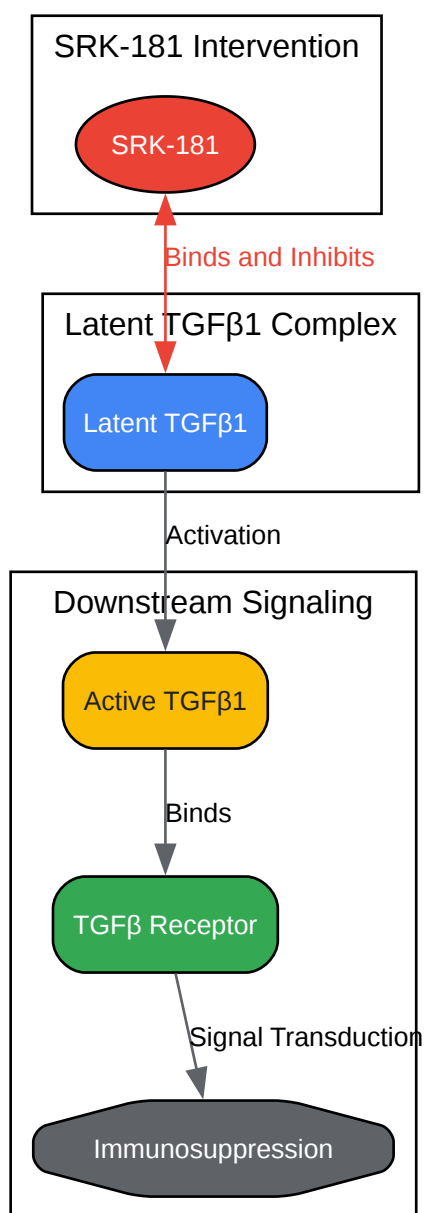 SRK-181 Intervention
SRK-181
Binds and Inhibits
Latent TGFβ1 Complex
Latent TGFβ1
Activation
Downstream Signaling
Active TGFβ1
Binds
TGFβ Receptor
Signal Transduction
Immunosuppression